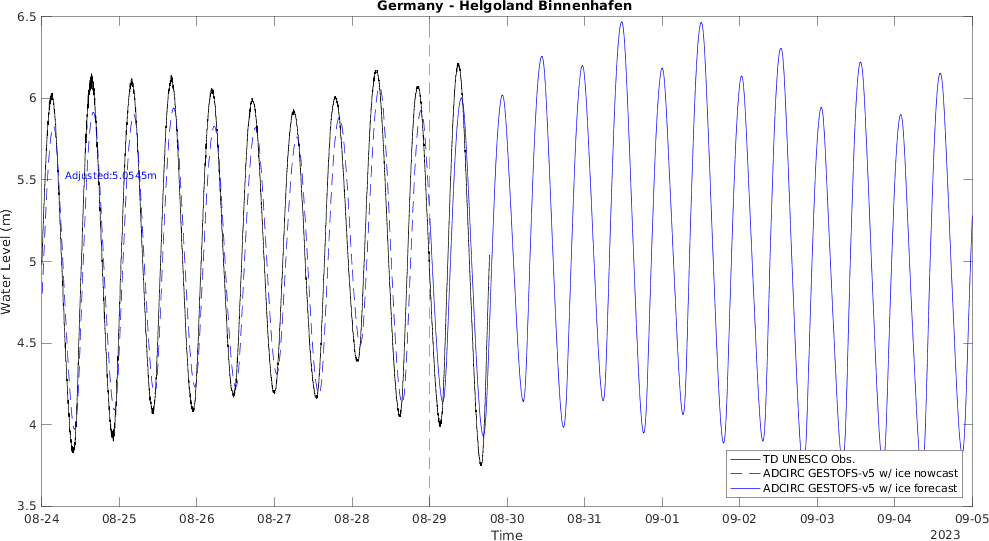 Germany - Helgoland Binnenhafen
6.5
6
5.5
5
4.5
4
3.5
Water Level (m)
Adjusted:5.0545m
TD UNESCO Obs.
ADCIRC GESTOFS-v5 w/ ice nowcast
ADCIRC GESTOFS-v5 w/ ice forecast
08-24 08-25 08-26 08-27 08-28 08-29 08-30 08-31 09-01 09-02 09-03 09-04 09-05
Time
2023